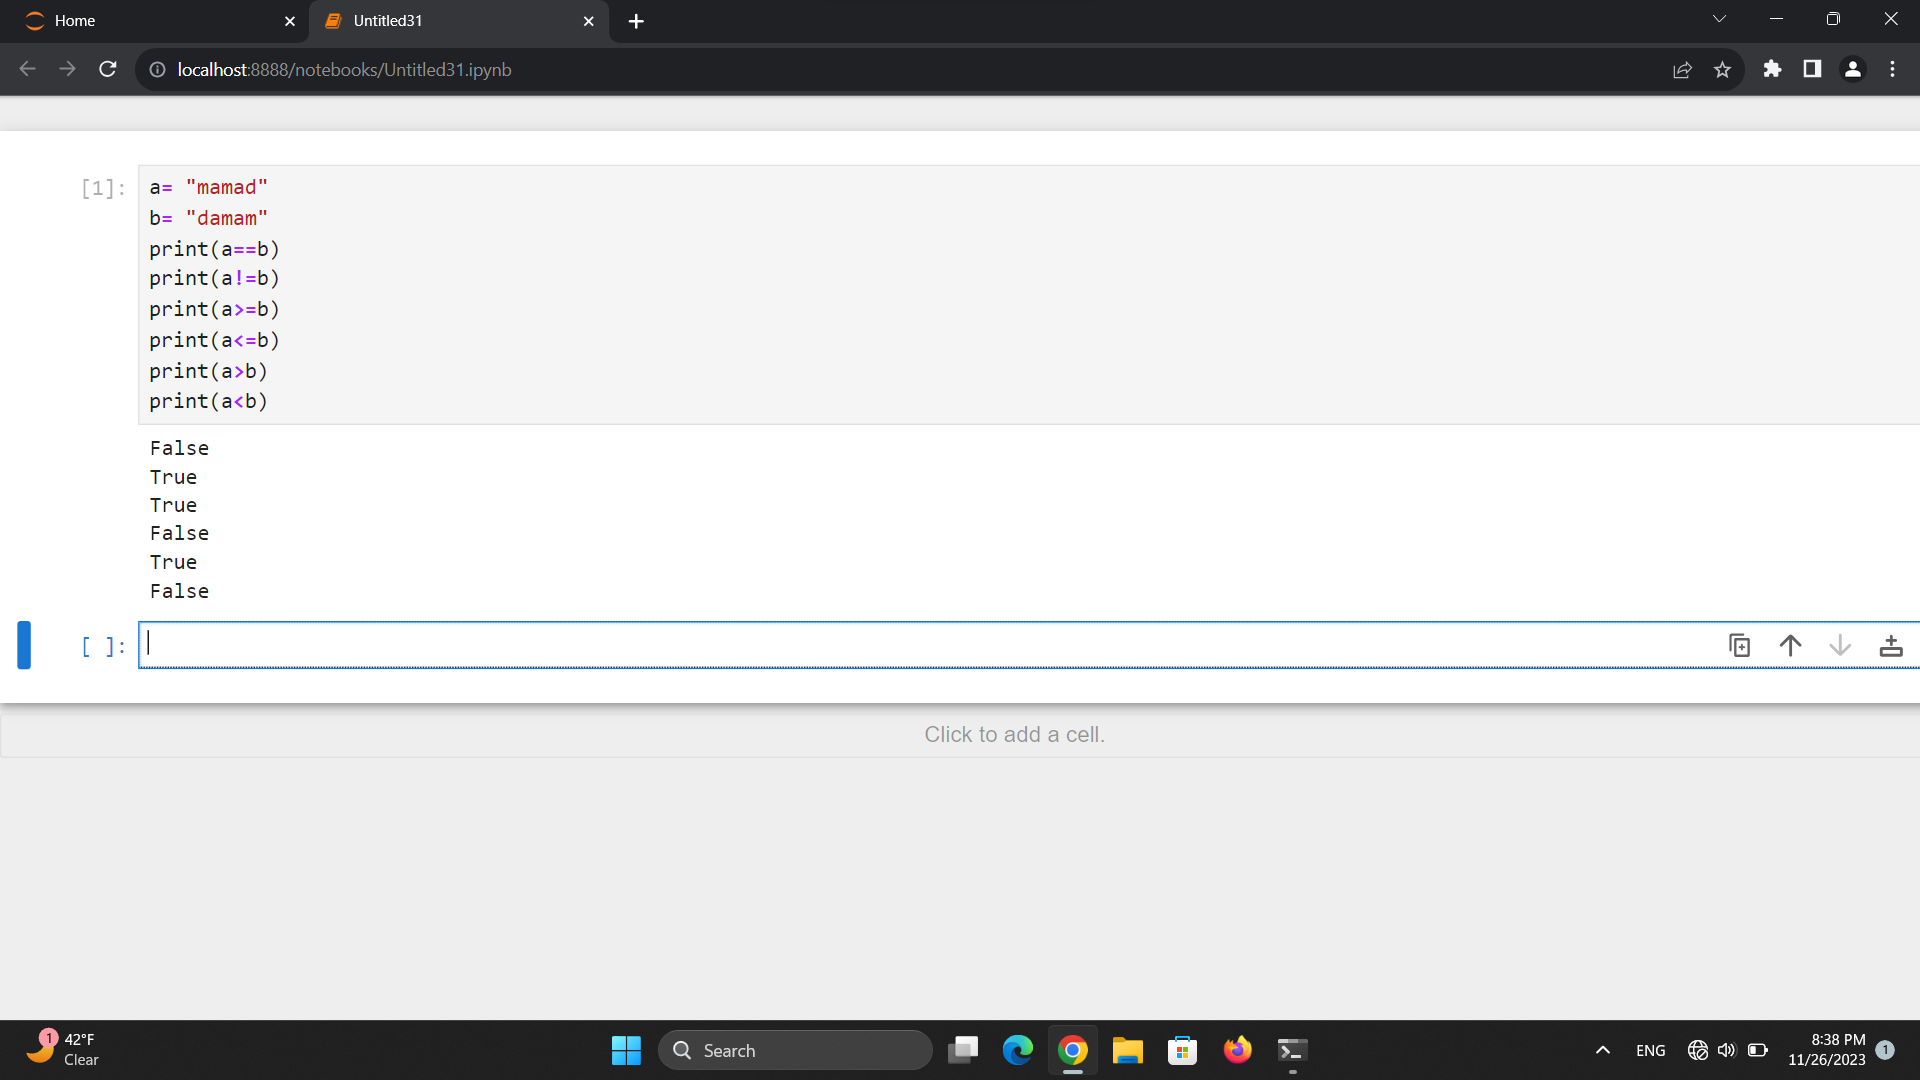 Home
Untitled31
localhost:8888/notebooks/Untitled31.ipynb
[1]:
a= "mamad"
b= "damam"
print(a==b)
print(a!=b)
print(a>=b)
print(a<=b)
print(a>b)
print(a<b)
False
True
True
False
True
False
[ ]:
Click to add a cell.
1
42°F
Clear
Search
ENG
8:38 PM
11/26/2023
1